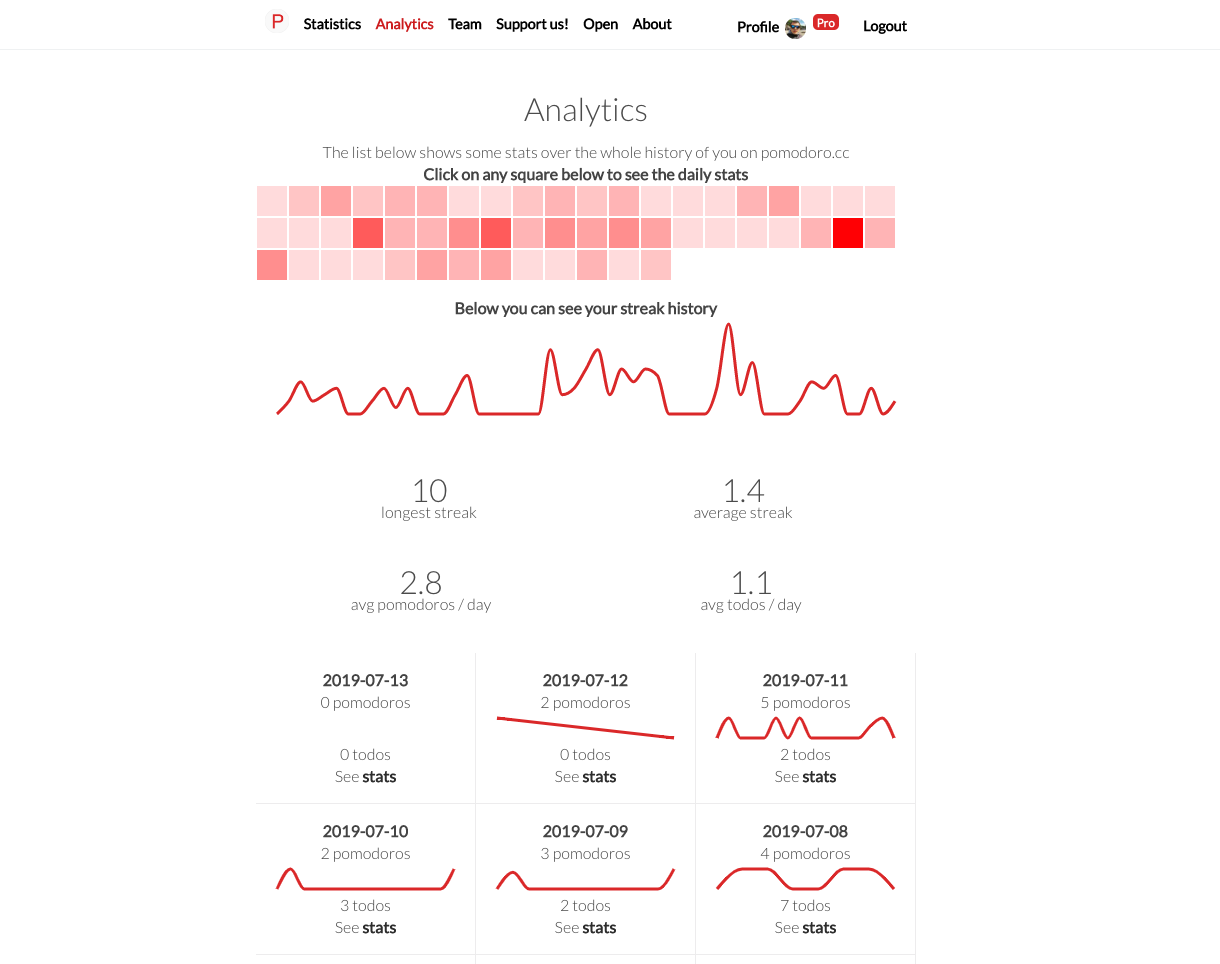 P Statistics Analytics Team Support us! Open About Profile Pro Logout
Analytics
The list below shows some stats over the whole history of you on pomodoro.cc
Click on any square below to see the daily stats
Below you can see your streak history
10 1.4
longest streak average streak
2.8 1.1
avg pomodoros / day avg todos / day
2019-07-13 2019-07-12 2019-07-11
0 pomodoros 2 pomodoros 5 pomodoros
0 todos 0 todos 2 todos
See stats See stats See stats
2019-07-10 2019-07-09 2019-07-08
2 pomodoros 3 pomodoros 4 pomodoros
3 todos 2 todos 7 todos
See stats See stats See stats